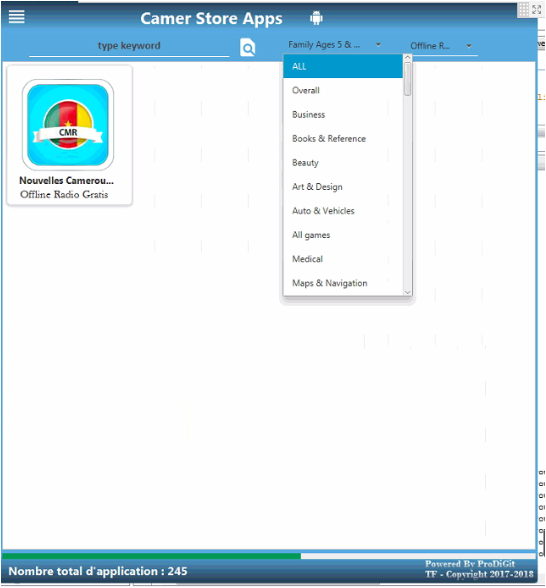 Camer Store Apps
type keyword
Family Ages 5 & ...
Offline R...
ALL
Overall
Business
Books & Reference
Beauty
Art & Design
Auto & Vehicles
All games
Medical
Maps & Navigation
CMR
Nouvelles Camerou...
Offline Radio Gratis
Nombre total d'application : 245
Powered By ProDiGit
TF - Copyright 2017-2018